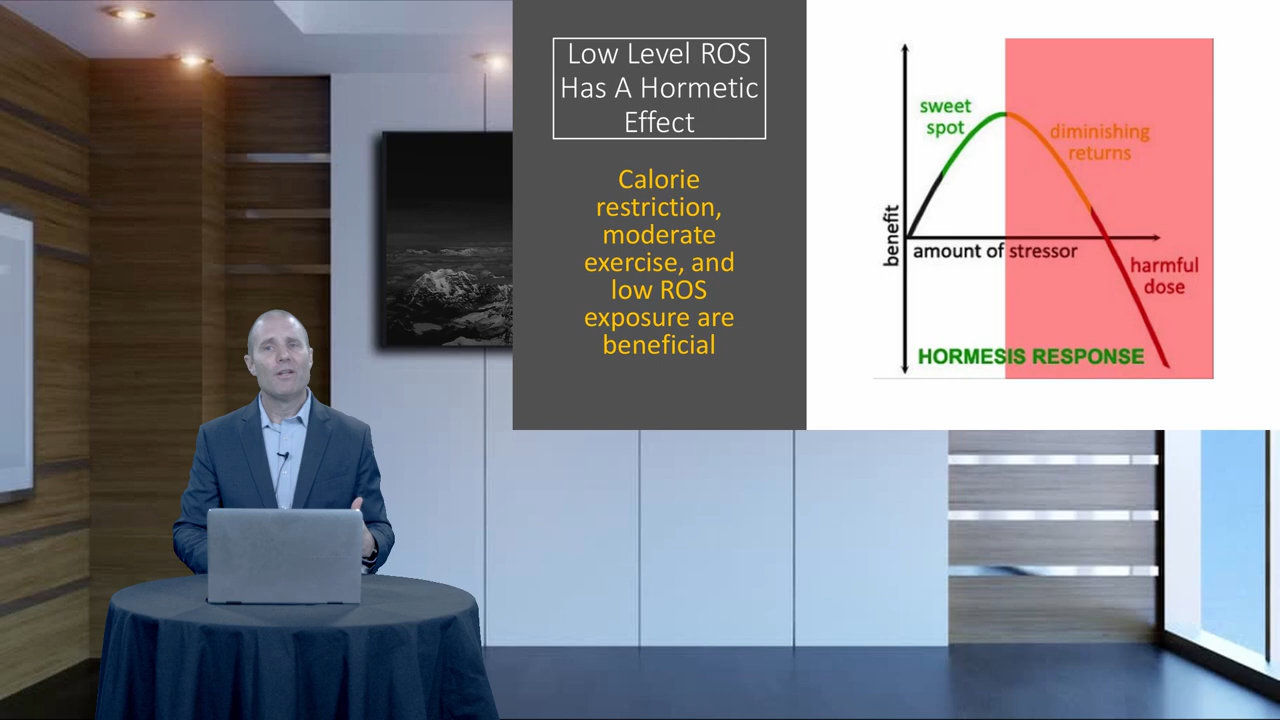 Low Level ROS
Has A Hormetic
Effect
Calorie
restriction,
moderate
exercise, and
low ROS
exposure are
beneficial
sweet
spot
diminishing
returns
benefit
amount of stressor
harmful
dose
HORMESIS RESPONSE